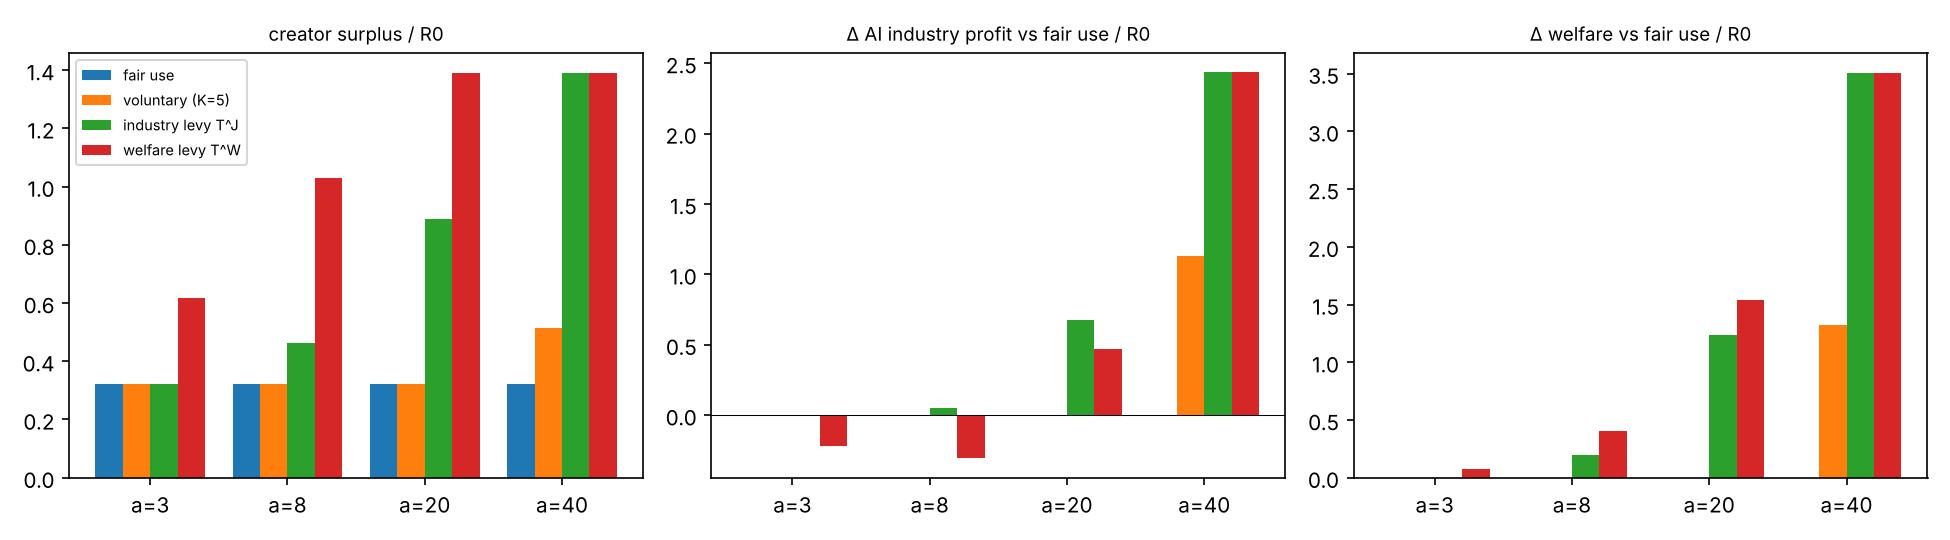 creator surplus / R0
1.4
1.2
1.0
0.8
0.6
0.4
0.2
0.0
fair use
voluntary (K=5)
industry levy T^J
welfare levy T^W
a=3
a=8
a=20
a=40
Δ AI industry profit vs fair use / R0
2.5
2.0
1.5
1.0
0.5
0.0
a=3
a=8
a=20
a=40
Δ welfare vs fair use / R0
3.5
3.0
2.5
2.0
1.5
1.0
0.5
0.0
a=3
a=8
a=20
a=40